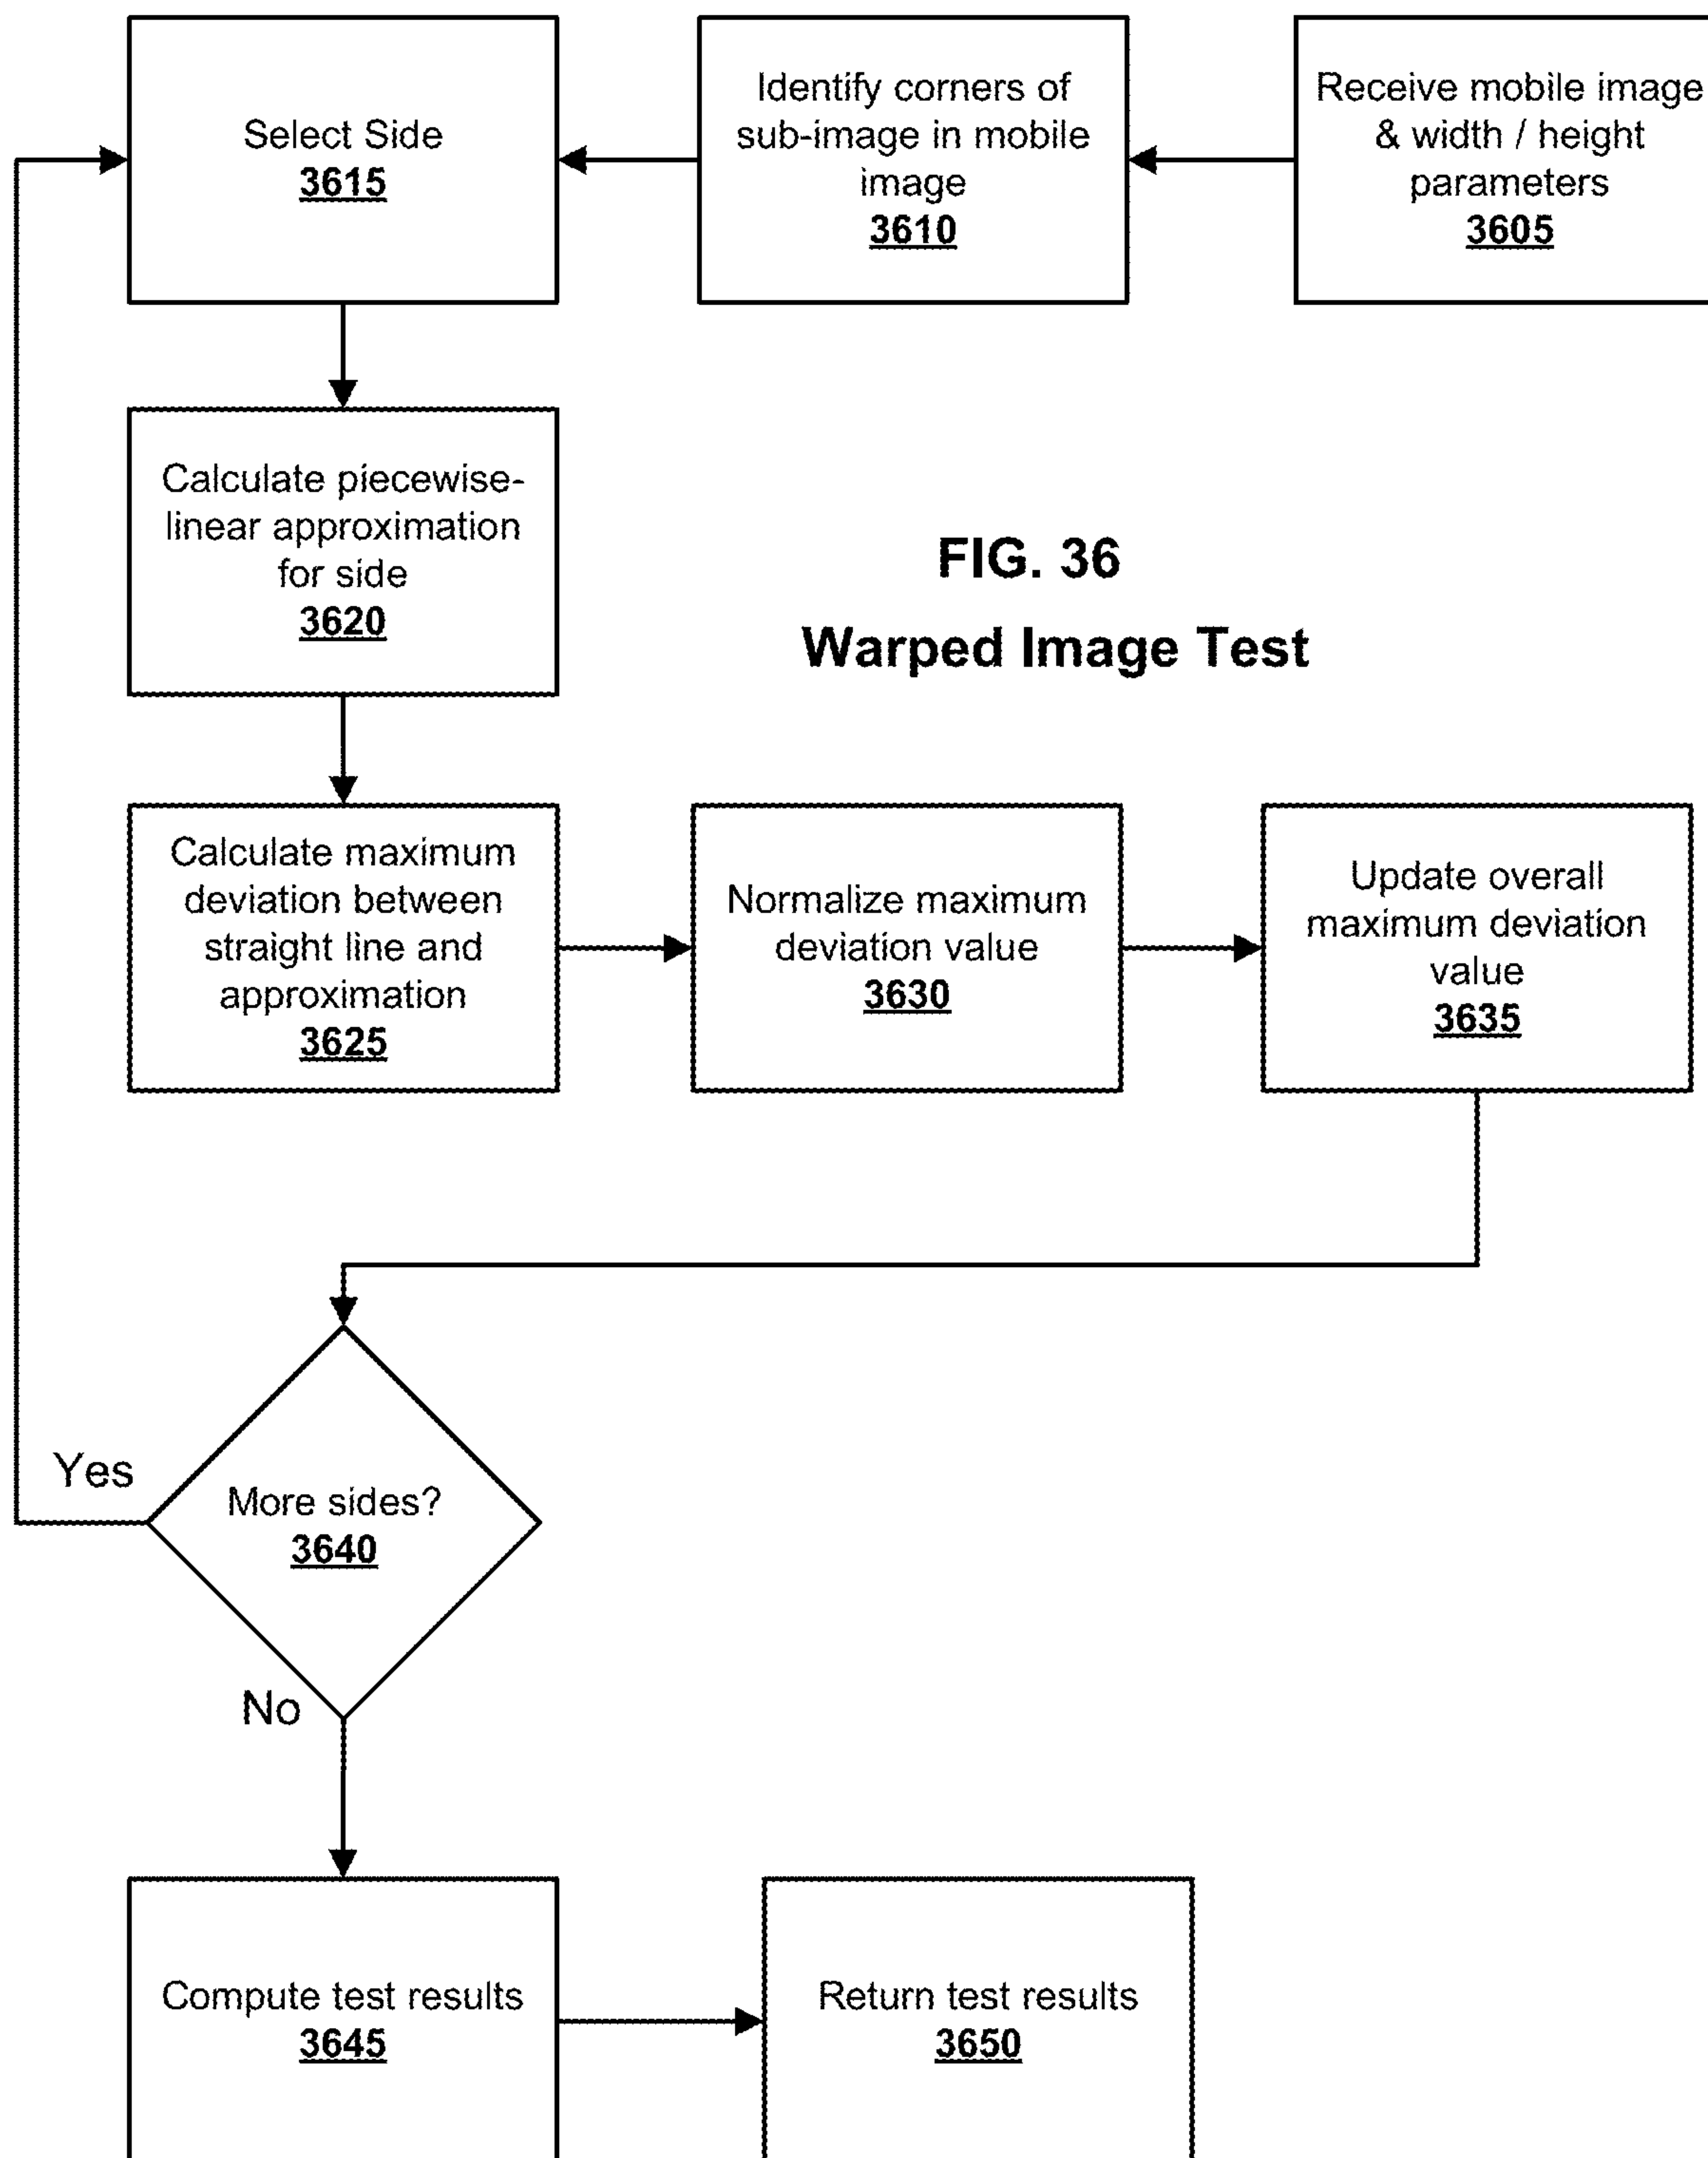 Select Side
3615
Identify corners of
sub-image in mobile
image
3610
Receive mobile image
& width / height
parameters
3605
Calculate piecewise-
linear approximation
for side
3620
FIG. 36
Warped Image Test
Calculate maximum
deviation between
straight line and
approximation
3625
Normalize maximum
deviation value
3630
Update overall
maximum deviation
value
3635
Yes
More sides?
3640
No
Compute test results
3645
Return test results
3650